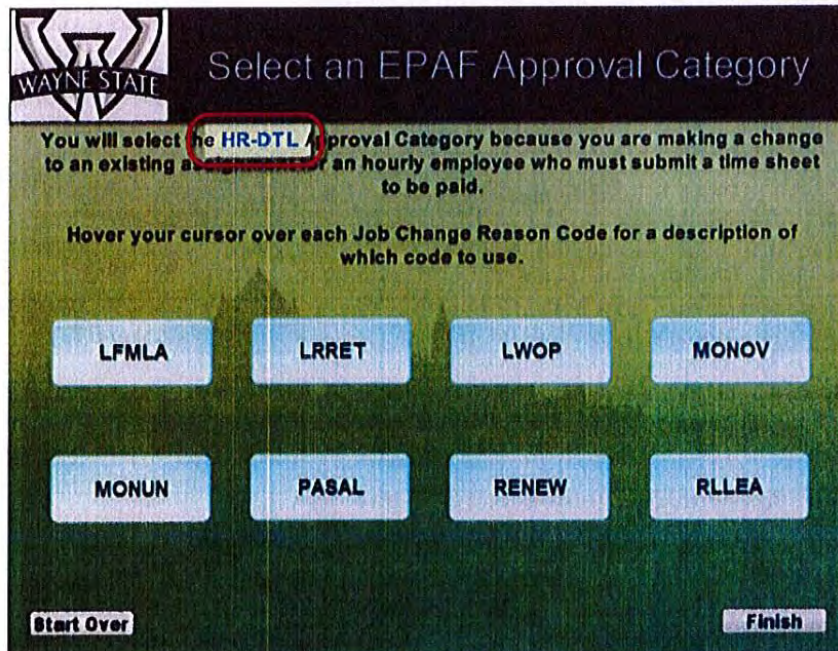 WAYNE STATE
Select an EPAF Approval Category
You will select the HR-DTL Approval Category because you are making a change
to an existing assignment for an hourly employee who must submit a time sheet
to be paid.
Hover your cursor over each Job Change Reason Code for a description of
which code to use.
LFMLA LRRET LWOP MONOV
MONUN PASAL RENEW RLLEA
Start Over Finish